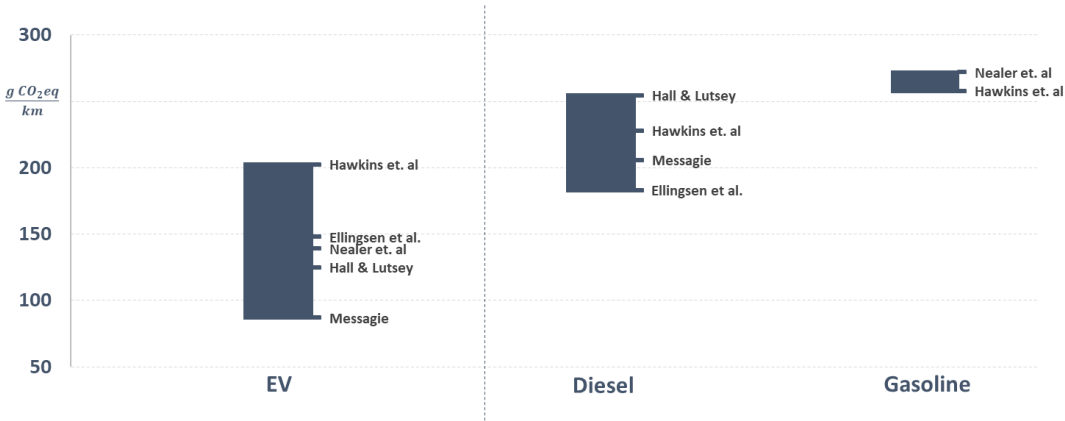 300
g CO₂eq
km
200
150
100
50
Hawkins et. al
Ellingsen et al.
Nealer et. al
Hall & Lutsey
Messagie
Hall & Lutsey
Hawkins et. al
Messagie
Ellingsen et al.
Nealer et. al
Hawkins et. al
EV
Diesel
Gasoline